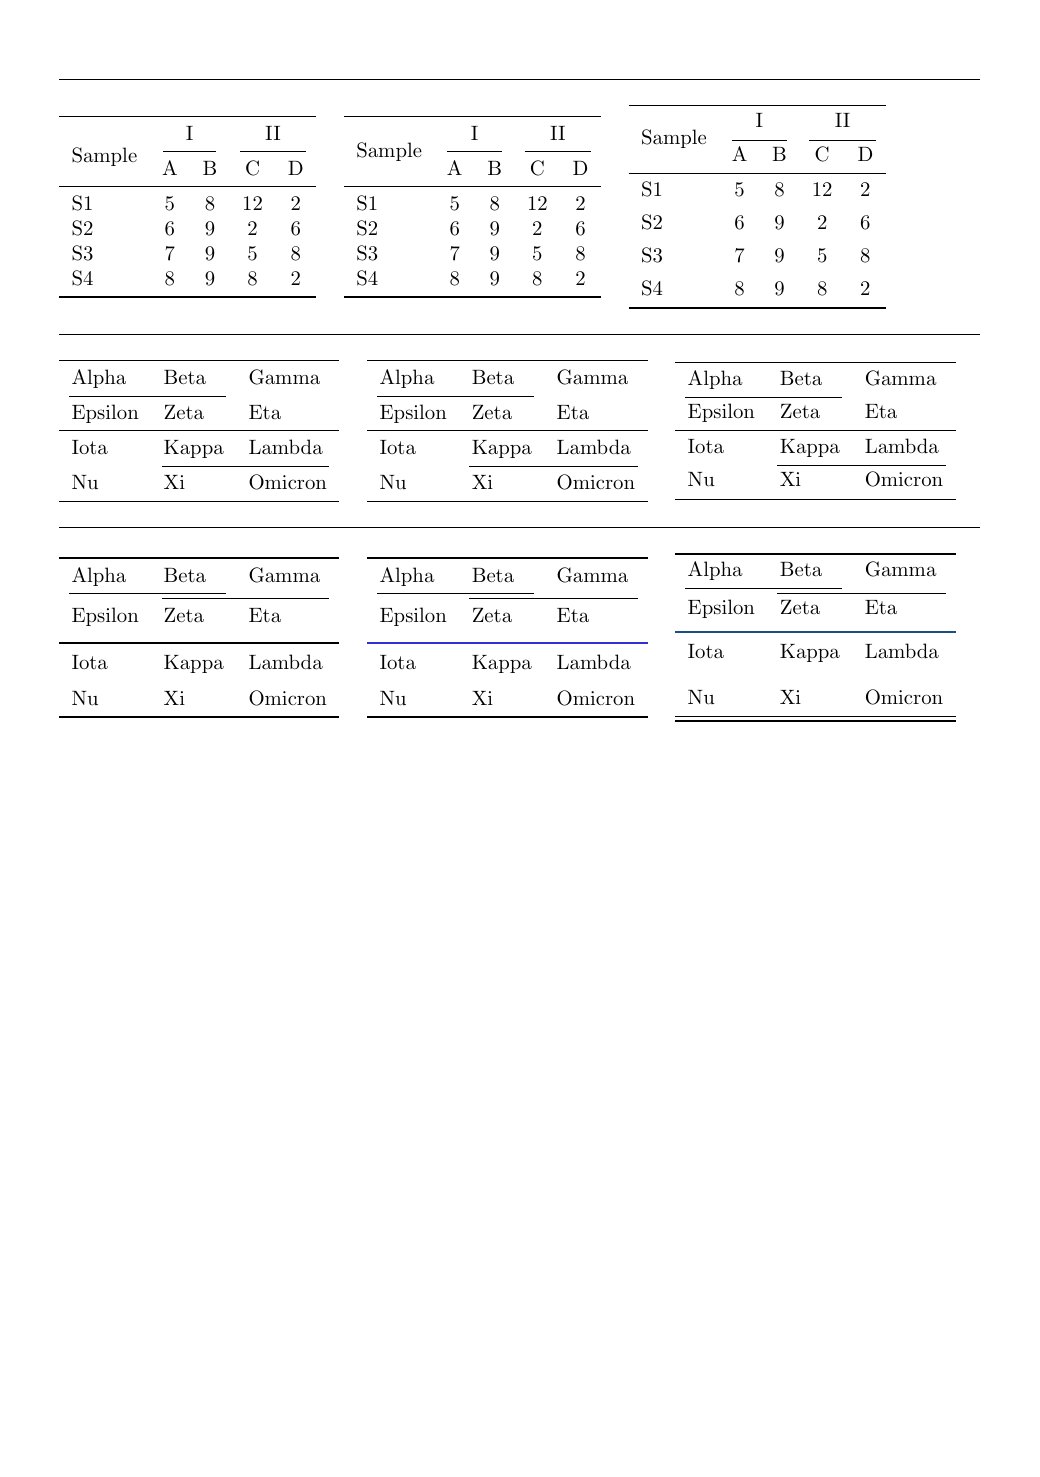 I II I II I II
Sample Sample Sample
A B C D A B C D A B C D
S1 5 8 12 2 S1 5 8 12 2 S1 5 8 12 2
S2 6 9 2 6 S2 6 9 2 6 S2 6 9 2 6
S3 7 9 5 8 S3 7 9 5 8 S3 7 9 5 8
S4 8 9 8 2 S4 8 9 8 2 S4 8 9 8 2
Alpha Beta Gamma Alpha Beta Gamma Alpha Beta Gamma
Epsilon Zeta Eta Epsilon Zeta Eta Epsilon Zeta Eta
Iota Kappa Lambda Iota Kappa Lambda Iota Kappa Lambda
Nu Xi Omicron Nu Xi Omicron Nu Xi Omicron
Alpha Beta Gamma Alpha Beta Gamma Alpha Beta Gamma
Epsilon Zeta Eta Epsilon Zeta Eta Epsilon Zeta Eta
Iota Kappa Lambda Iota Kappa Lambda Iota Kappa Lambda
Nu Xi Omicron Nu Xi Omicron Nu Xi Omicron